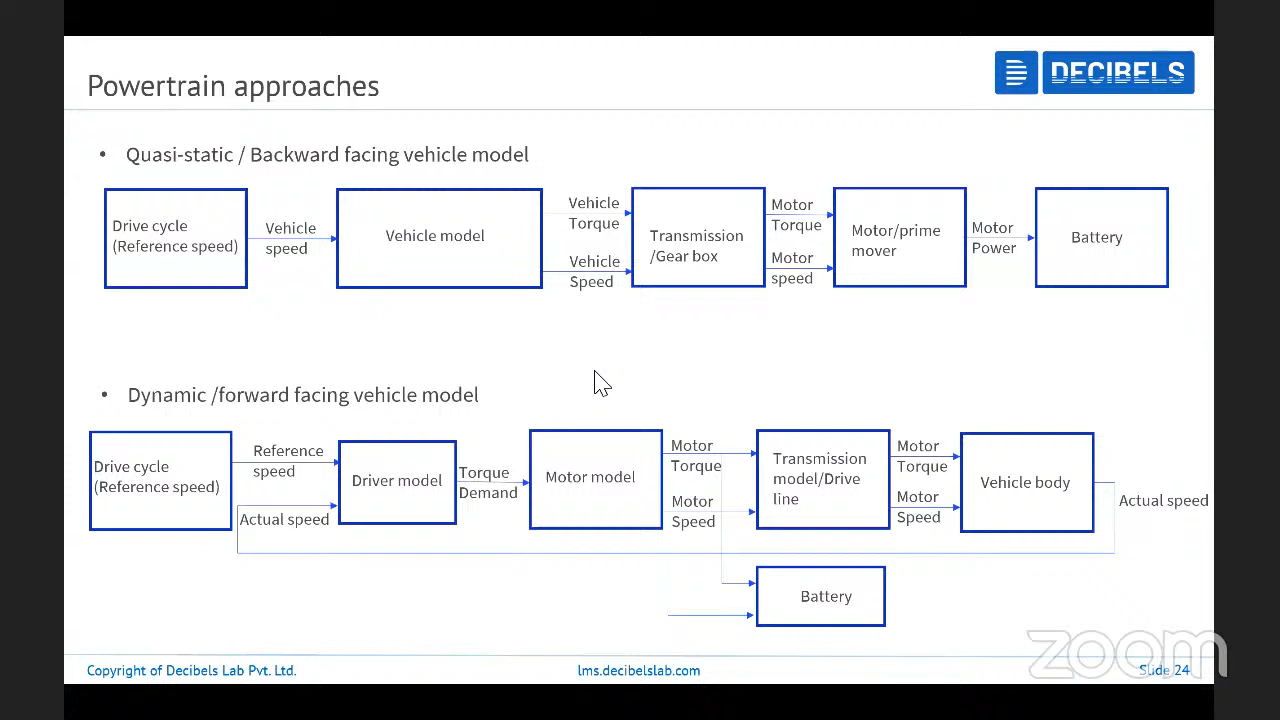 Powertrain approaches
DECIBELS
• Quasi-static / Backward facing vehicle model
Drive cycle
(Reference speed)
Vehicle
speed
Vehicle model
Vehicle
Torque
Vehicle
Speed
Transmission
/Gear box
Motor
Torque
Motor
speed
Motor/prime
mover
Motor
Power
Battery
• Dynamic /forward facing vehicle model
Drive cycle
(Reference speed)
Reference
speed
Actual speed
Driver model
Torque
Demand
Motor model
Motor
Torque
Motor
Speed
Transmission
model/Drive
line
Motor
Torque
Motor
Speed
Vehicle body
Actual speed
Battery
Copyright of Decibels Lab Pvt. Ltd.
lms.decibelslab.com
Slide 24
zoom